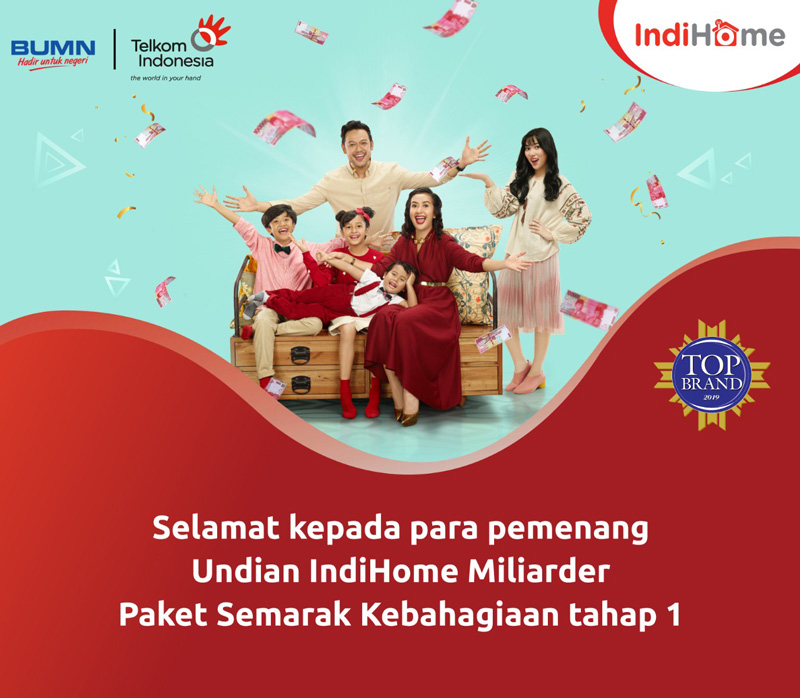 BUMN
Hadir untuk negeri
Telkom
Indonesia
the world in your hand
IndiHome
TOP
BRAND
2019
Selamat kepada para pemenang
Undian IndiHome Miliarder
Paket Semarak Kebahagiaan tahap 1